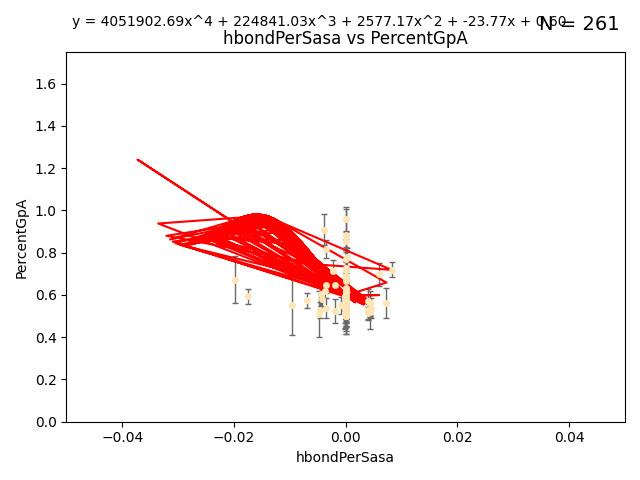 y = 4051902.69x^4 + 224841.03x^3 + 2577.17x^2 + -23.77x + 0.60
N = 261
hbondPerSasa vs PercentGpA
1.6
1.4
1.2
1.0
0.8
0.6
0.4
0.2
0.0
PercentGpA
−0.04 −0.02 0.00 0.02 0.04
hbondPerSasa